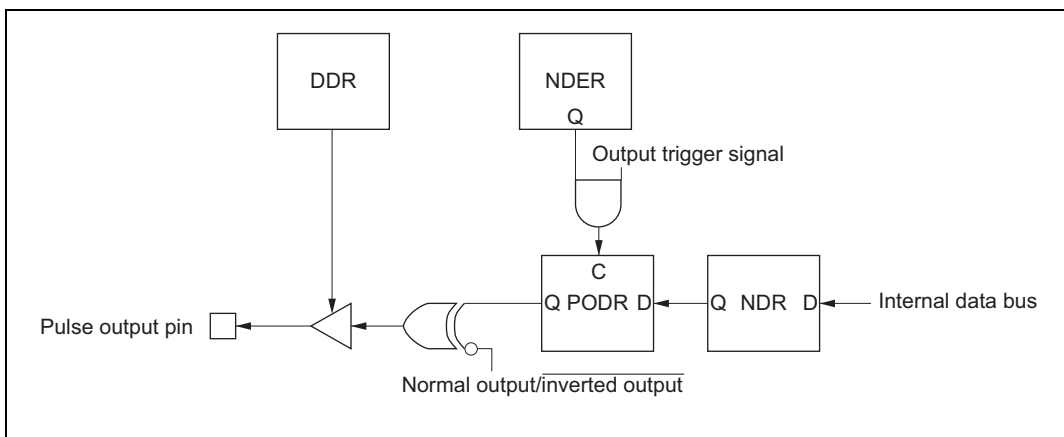 DDR
NDER
Q
Output trigger signal
C
Q PODR D
Q NDR D
Internal data bus
Pulse output pin
Normal output/inverted output